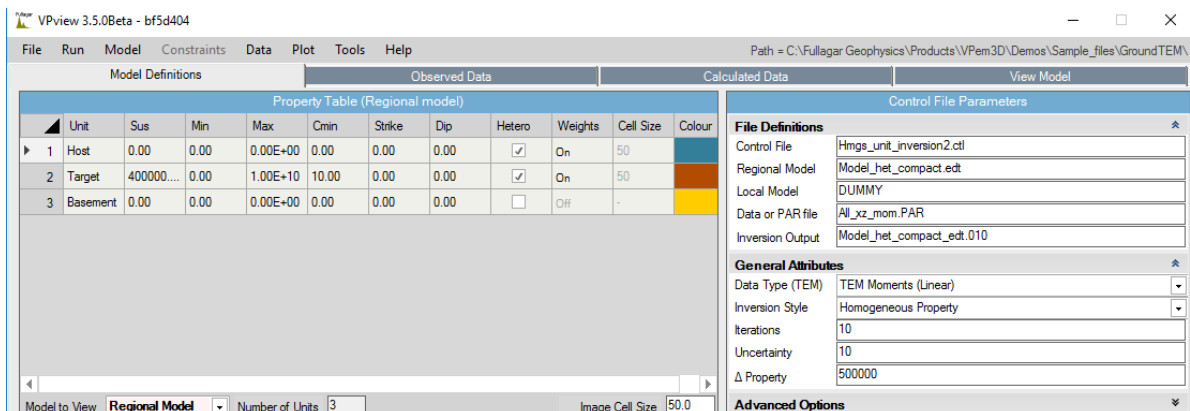 Fullagar
VPview 3.5.0Beta - bf5d404
File Run Model Constraints Data Plot Tools Help Path = C:\Fullagar Geophysics\Products\VPem3D\Demos\Sample_files\GroundTEM\
Model Definitions Observed Data Calculated Data View Model
Property Table (Regional model) Control File Parameters
Unit Sus Min Max Cmin Strike Dip Hetero Weights Cell Size Colour
1 Host 0.00 0.00 0.00E+00 0.00 0.00 0.00 On 50
2 Target 400000.... 0.00 1.00E+10 10.00 0.00 0.00 On 50
3 Basement 0.00 0.00 0.00E+00 0.00 0.00 0.00 Off -
File Definitions
Control File Hmgs_unit_inversion2.ctl
Regional Model Model_het_compact.edt
Local Model DUMMY
Data or PAR file All_xz_mom.PAR
Inversion Output Model_het_compact_edt.010
General Attributes
Data Type (TEM) TEM Moments (Linear)
Inversion Style Homogeneous Property
Iterations 10
Uncertainty 10
Δ Property 500000
Model to View Regional Model Number of Units 3 Image Cell Size 50.0
Advanced Options